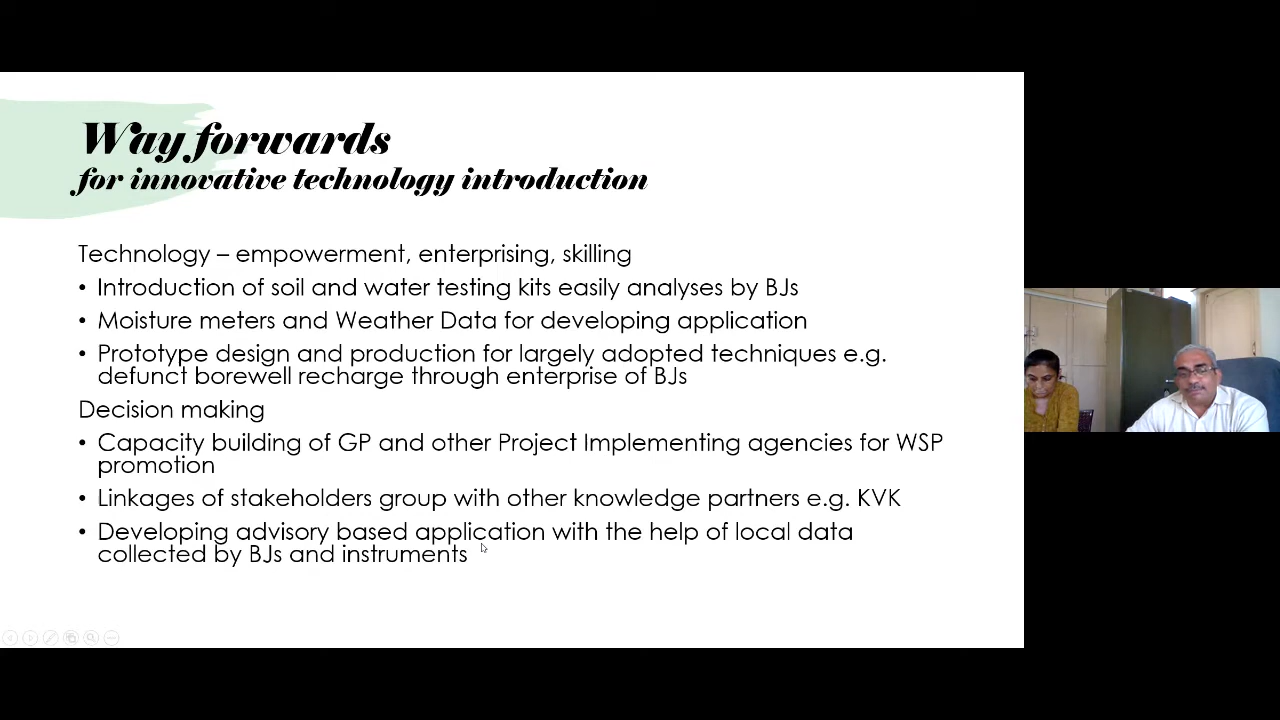 Way forwards
for innovative technology introduction
Technology – empowerment, enterprising, skilling
• Introduction of soil and water testing kits easily analyses by BJs
• Moisture meters and Weather Data for developing application
• Prototype design and production for largely adopted techniques e.g.
defunct borewell recharge through enterprise of BJs
Decision making
• Capacity building of GP and other Project Implementing agencies for WSP
promotion
• Linkages of stakeholders group with other knowledge partners e.g. KVK
• Developing advisory based application with the help of local data
collected by BJs and instruments